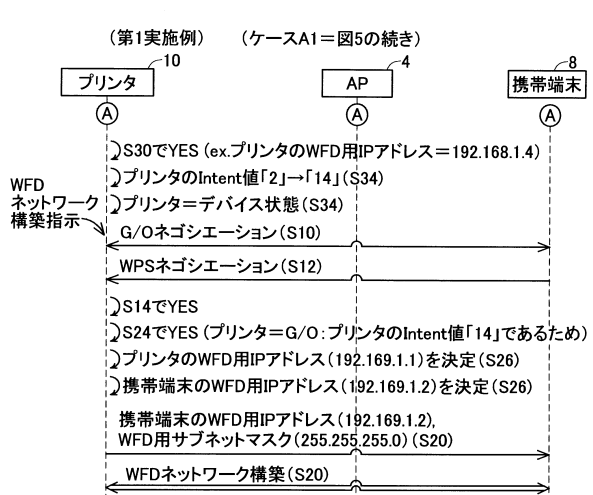 (第1実施例) (ケースA1=図5の続き)
10
プリンタ
4
AP
8
携帯端末
A
A
A
S30でYES(ex.プリンタのWFD用IPアドレス=192.168.1.4)
プリンタのIntent値「2」→「14」(S34)
プリンタ=デバイス状態(S34)
WFD
ネットワーク
構築指示
G/Oネゴシエーション(S10)
WPSネゴシエーション(S12)
S14でYES
S24でYES(プリンタ=G/O:プリンタのIntent値「14」であるため)
プリンタのWFD用IPアドレス(192.169.1.1)を決定(S26)
携帯端末のWFD用IPアドレス(192.169.1.2)を決定(S26)
携帯端末のWFD用IPアドレス(192.169.1.2),
WFD用サブネットマスク(255.255.255.0)(S20)
WFDネットワーク構築(S20)